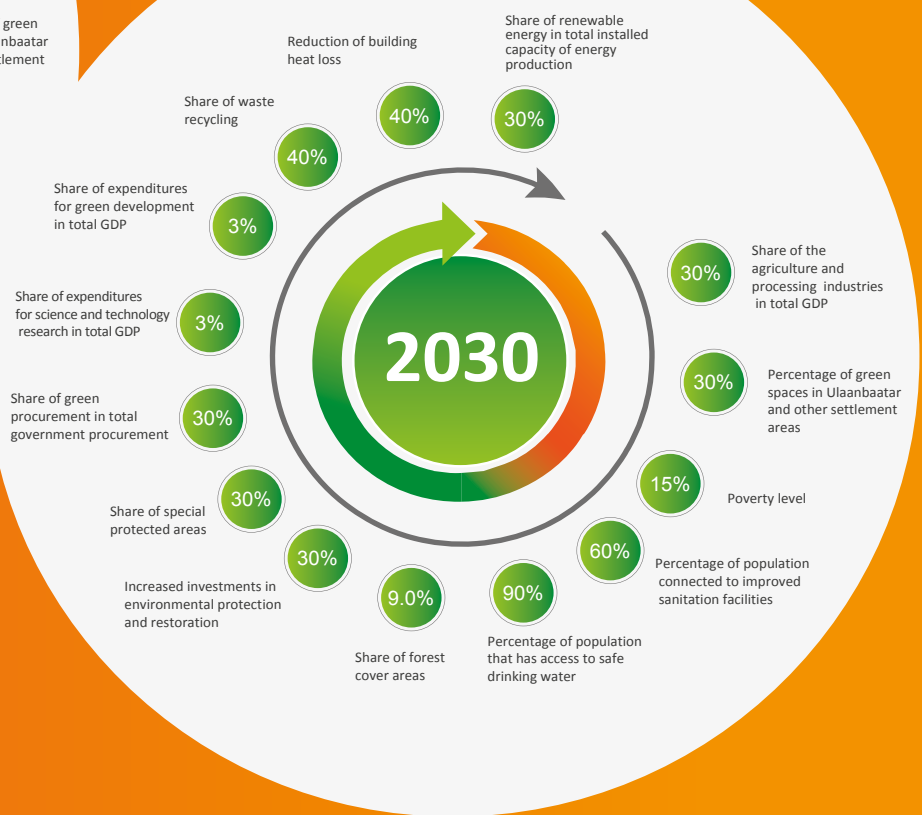 green
nbaatar
lement
Share of renewable
energy in total installed
capacity of energy
production
30%
Reduction of building
heat loss
40%
Share of waste
recycling
40%
Share of expenditures
for green development
in total GDP
3%
Share of expenditures
for science and technology
research in total GDP
3%
Share of green
procurement in total
government procurement
30%
Share of special
protected areas
30%
Increased investments in
environmental protection
and restoration
30%
Share of forest
cover areas
9.0%
Percentage of population
that has access to safe
drinking water
90%
Percentage of population
connected to improved
sanitation facilities
60%
Poverty level
15%
Percentage of green
spaces in Ulaanbaatar
and other settlement
areas
30%
Share of the
agriculture and
processing industries
in total GDP
30%
2030